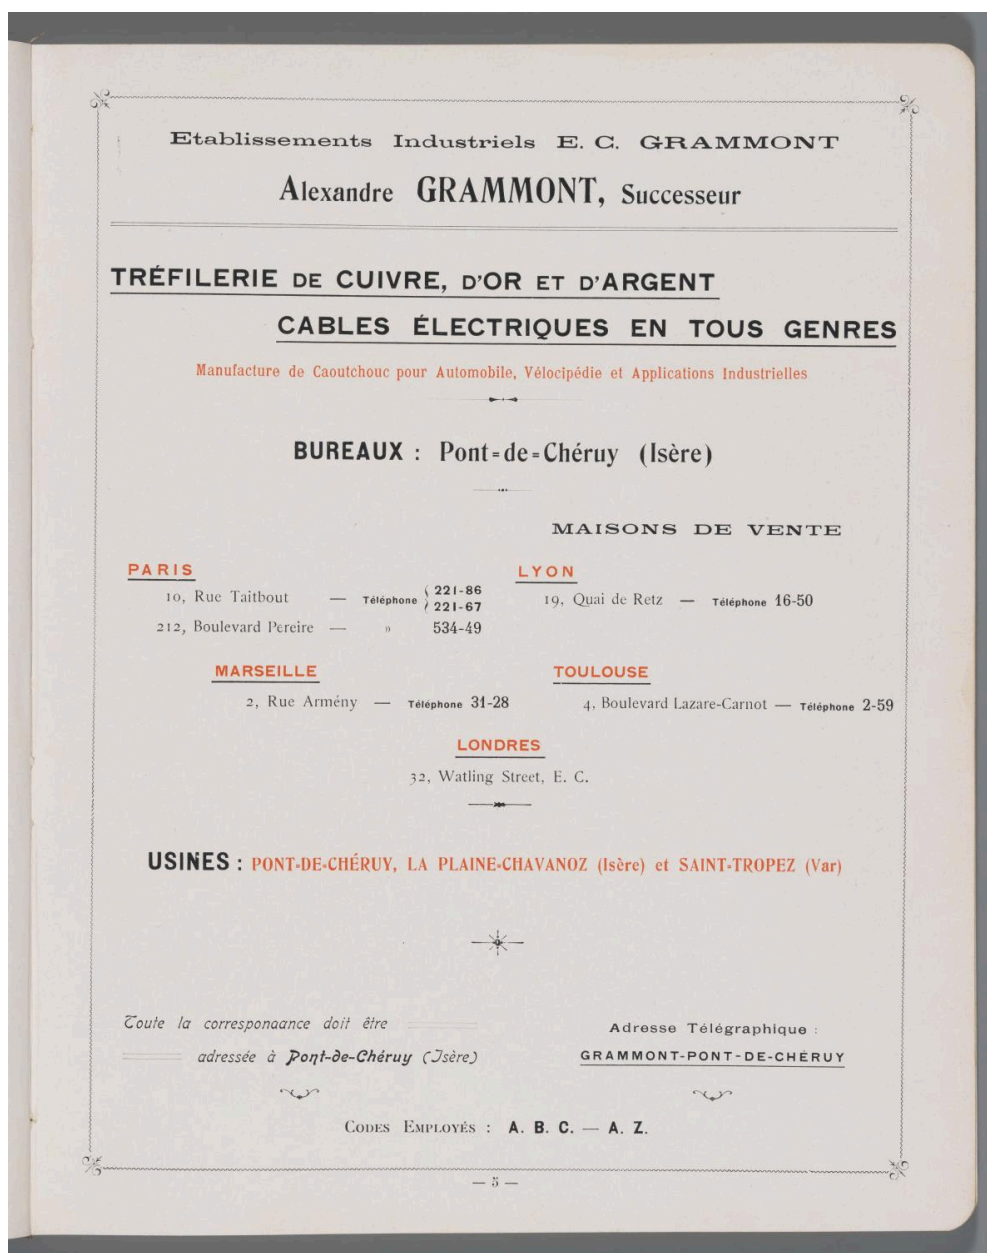 Etablissements Industriels E. C. GRAMMONT
Alexandre GRAMMONT, Successeur
TRÉFILERIE DE CUIVRE, D'OR ET D'ARGENT
CABLES ÉLECTRIQUES EN TOUS GENRES
Manufacture de Caoutchouc pour Automobile, Vélocipédie et Applications Industrielles
BUREAUX : Pont=de=Chéruy (Isère)
MAISONS DE VENTE
PARIS
10, Rue Taitbout — Téléphone { 221-86
221-67
212, Boulevard Pereire — » 534-49
LYON
19, Quai de Retz — Téléphone 16-50
MARSEILLE
2, Rue Armény — Téléphone 31-28
TOULOUSE
4, Boulevard Lazare-Carnot — Téléphone 2-59
LONDRES
32, Watling Street, E. C.
USINES : PONT-DE-CHÉRUY, LA PLAINE-CHAVANOZ (Isère) et SAINT-TROPEZ (Var)
Toute la correspondance doit être
adressée à Pont-de-Chéruy (Isère)
Adresse Télégraphique :
GRAMMONT-PONT-DE-CHÉRUY
CODES EMPLOYÉS : A. B. C. — A. Z.
— 5 —